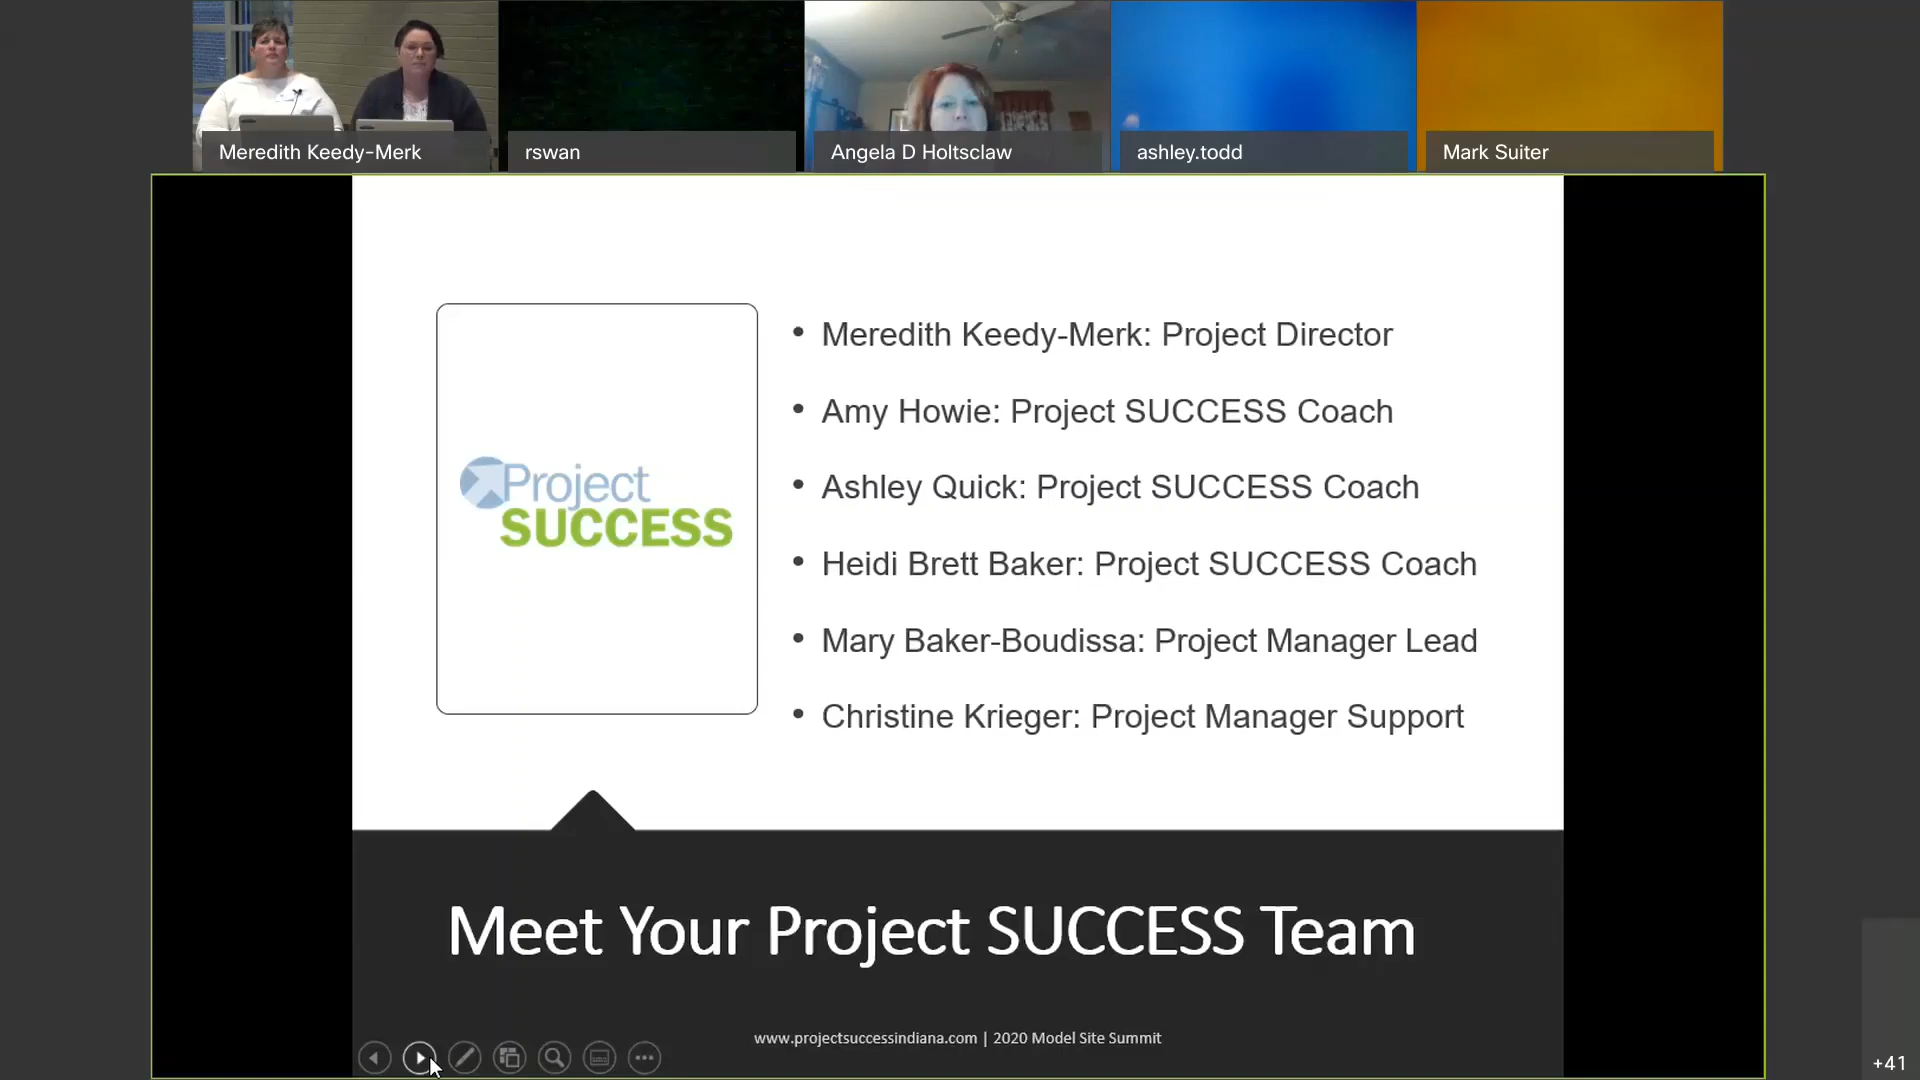 Meredith Keedy-Merk
rswan
Angela D Holtsclaw
ashley.todd
Mark Suiter
Project
SUCCESS
• Meredith Keedy-Merk: Project Director
• Amy Howie: Project SUCCESS Coach
• Ashley Quick: Project SUCCESS Coach
• Heidi Brett Baker: Project SUCCESS Coach
• Mary Baker-Boudissa: Project Manager Lead
• Christine Krieger: Project Manager Support
Meet Your Project SUCCESS Team
www.projectsuccessindiana.com | 2020 Model Site Summit
+41